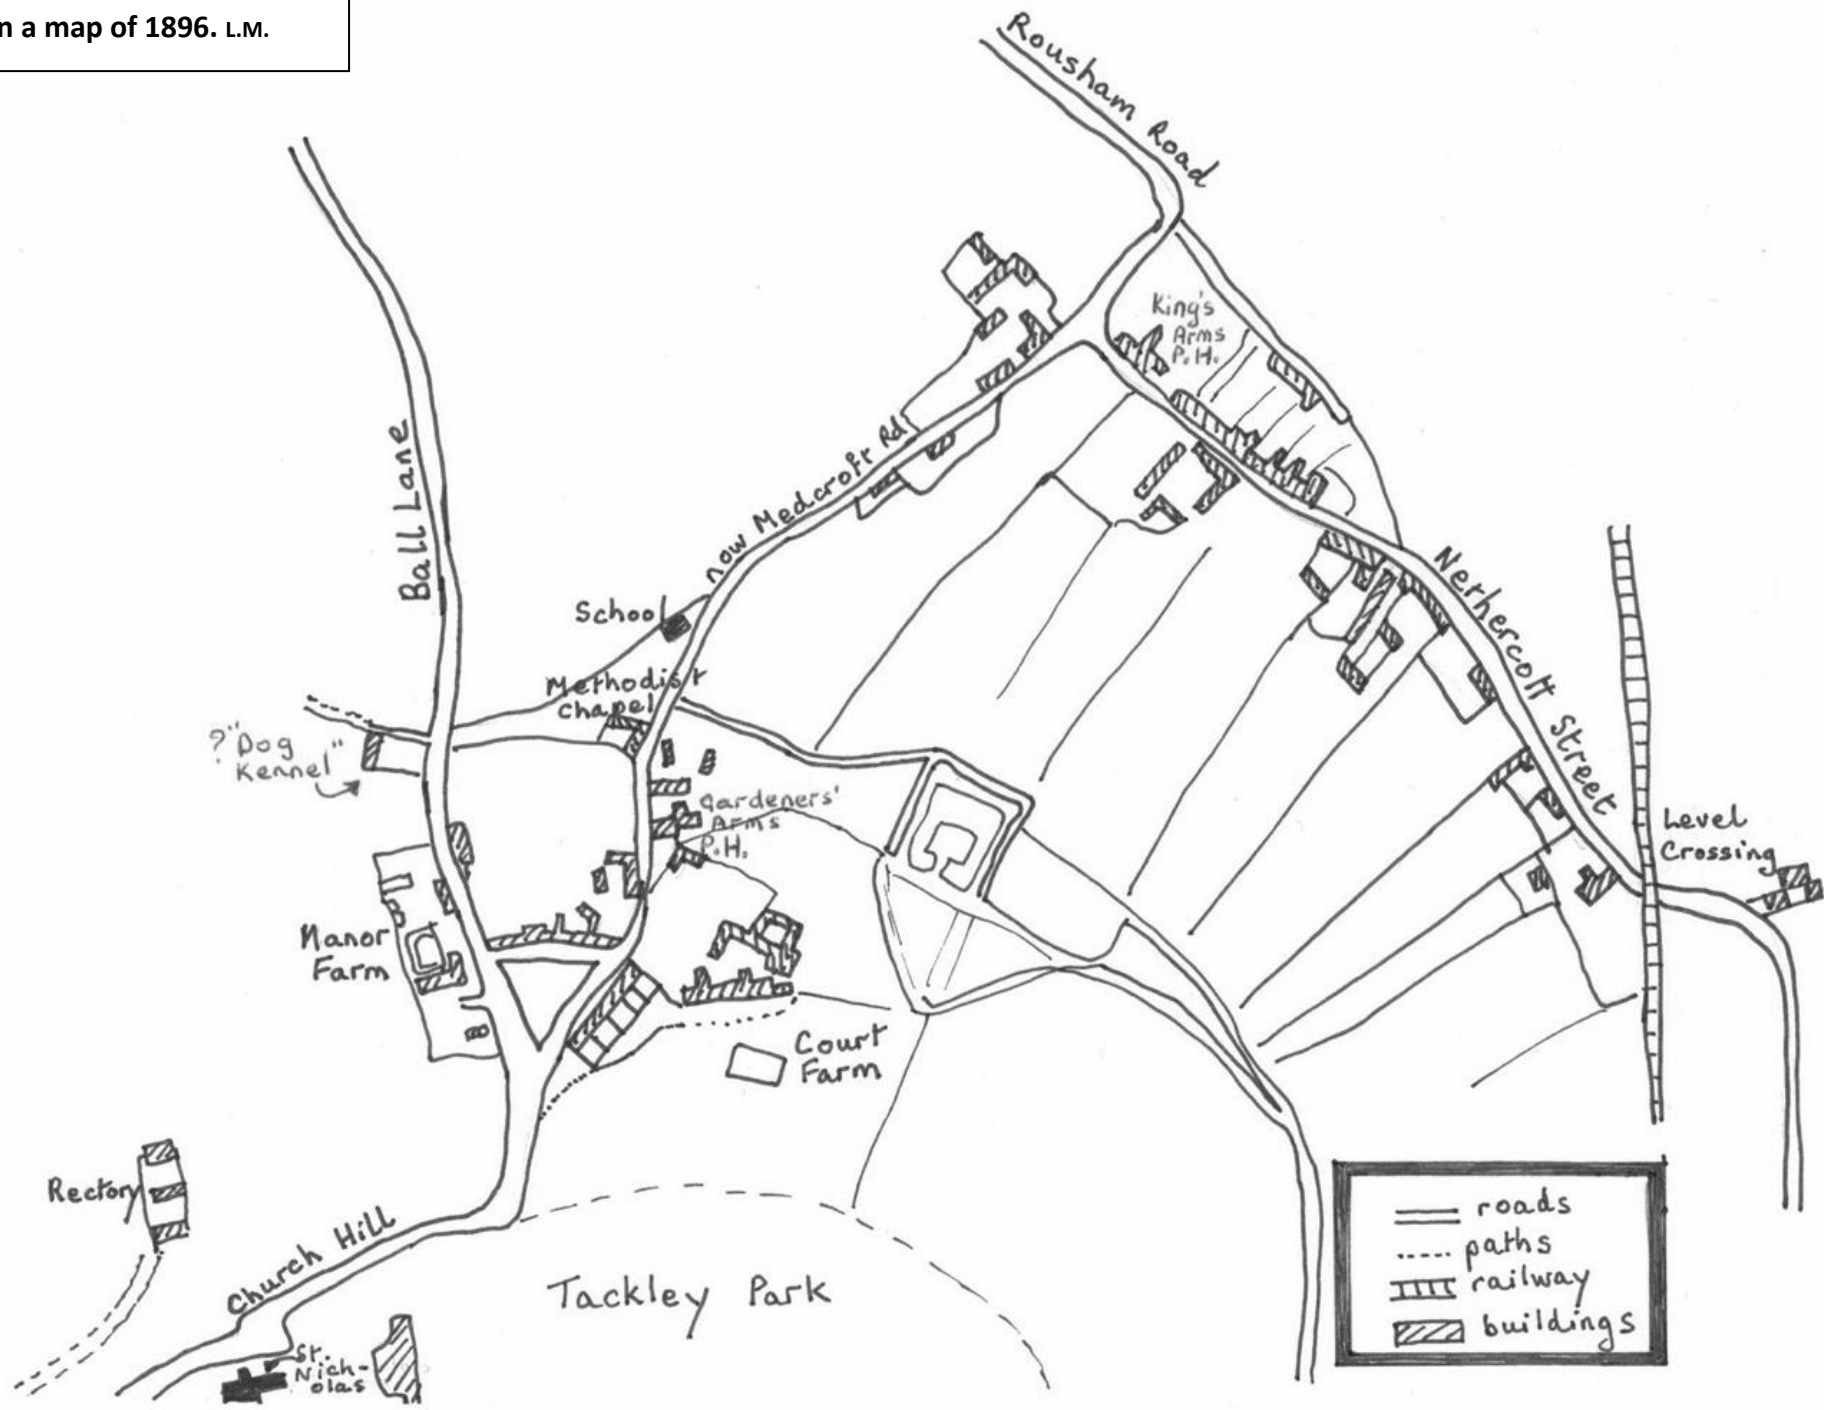 n a map of 1896. L.M.
Rousham Road
King's
Arms
P.H.
Ball Lane
now Medcroft Rd
School
Nethercott Street
Methodist
Chapel
?"Dog
Kennel"
Gardeners'
Arms
P.H.
Level
Crossing
Manor
Farm
Court
Farm
Rectory
Church Hill
Tackley Park
St.
Nich-
olas
roads
paths
railway
buildings